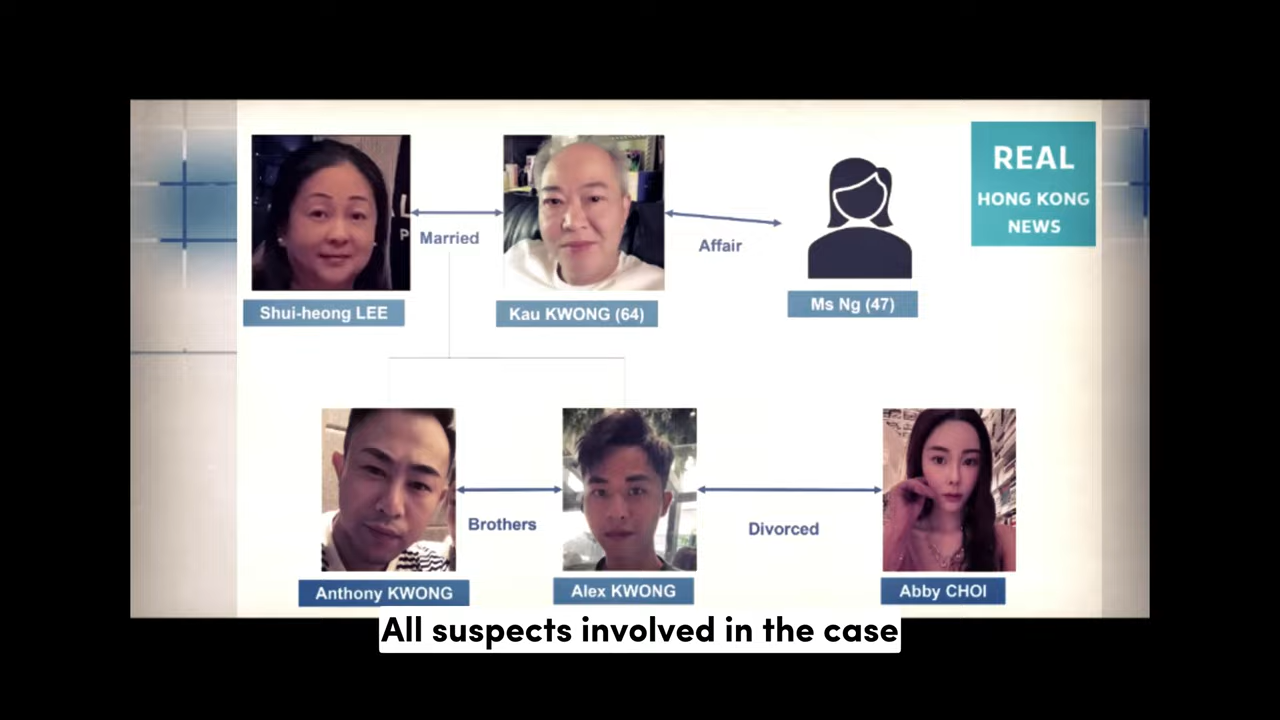 REAL
HONG KONG
NEWS
Married
Affair
Shui-heong LEE
Kau KWONG (64)
Ms Ng (47)
Brothers
Divorced
Anthony KWONG
Alex KWONG
Abby CHOI
All suspects involved in the case